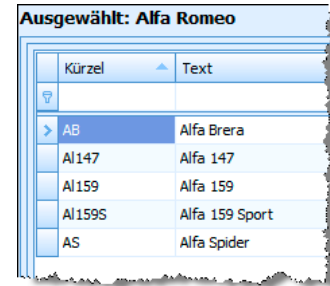 Ausgewählt: Alfa Romeo
Kürzel Text
AB Alfa Brera
Al147 Alfa 147
Al159 Alfa 159
Al159S Alfa 159 Sport
AS Alfa Spider